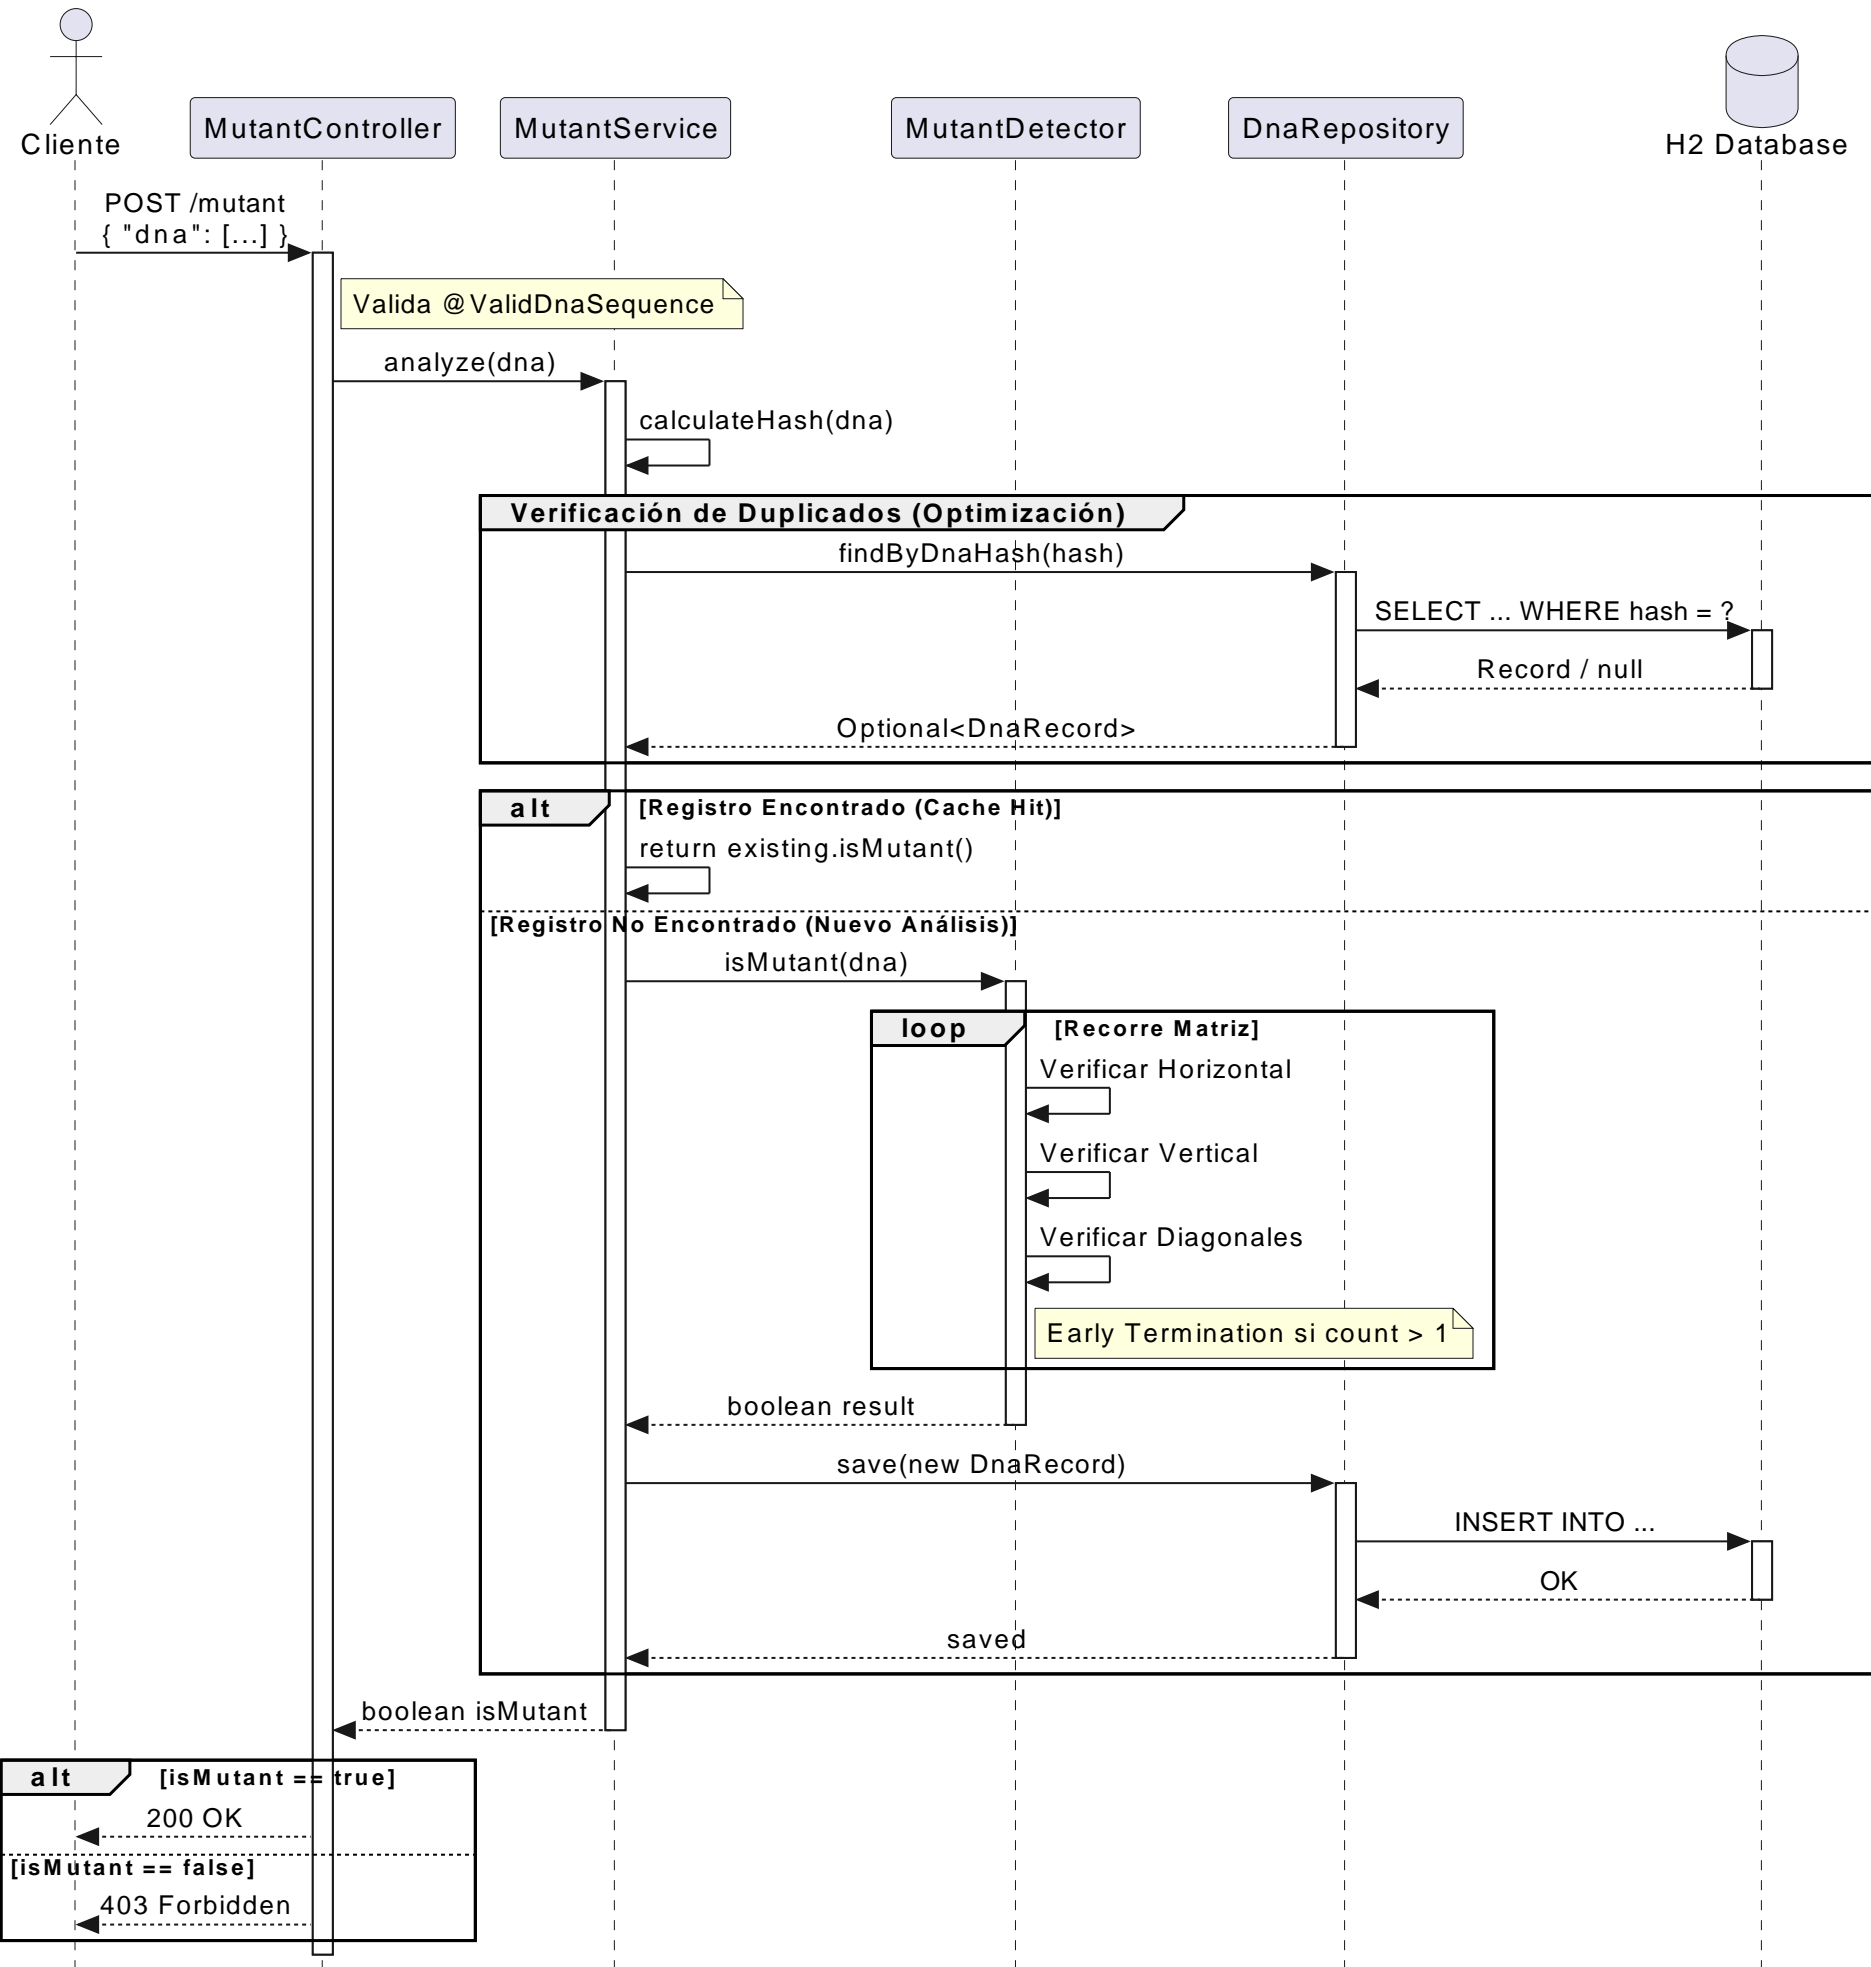 Cliente
MutantController
MutantService
MutantDetector
DnaRepository
H2 Database
POST /mutant
{ "dna": [...] }
Valida @ValidDnaSequence
analyze(dna)
calculateHash(dna)
Verificación de Duplicados (Optimización)
findByDnaHash(hash)
SELECT ... WHERE hash = ?
Record / null
Optional<DnaRecord>
alt
[Registro Encontrado (Cache Hit)]
return existing.isMutant()
[Registro No Encontrado (Nuevo Análisis)]
isMutant(dna)
loop
[Recorre Matriz]
Verificar Horizontal
Verificar Vertical
Verificar Diagonales
Early Termination si count > 1
boolean result
save(new DnaRecord)
INSERT INTO ...
OK
saved
boolean isMutant
alt
[isMutant == true]
200 OK
[isMutant == false]
403 Forbidden